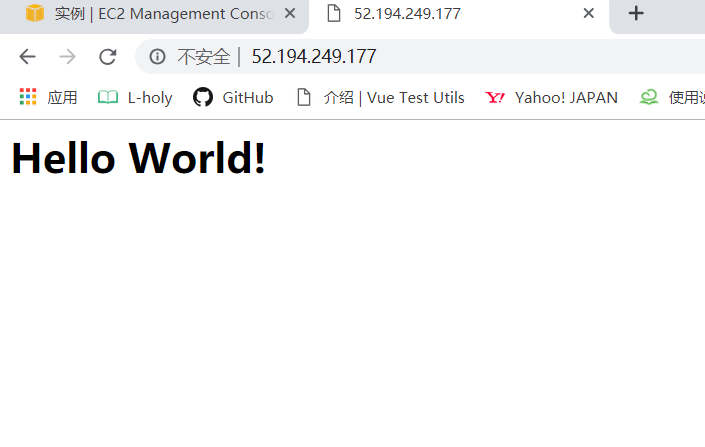 实例 | EC2 Management Conso
52.194.249.177
不安全 | 52.194.249.177
应用 L-holy GitHub 介绍 | Vue Test Utils Yahoo! JAPAN 使用说
Hello World!